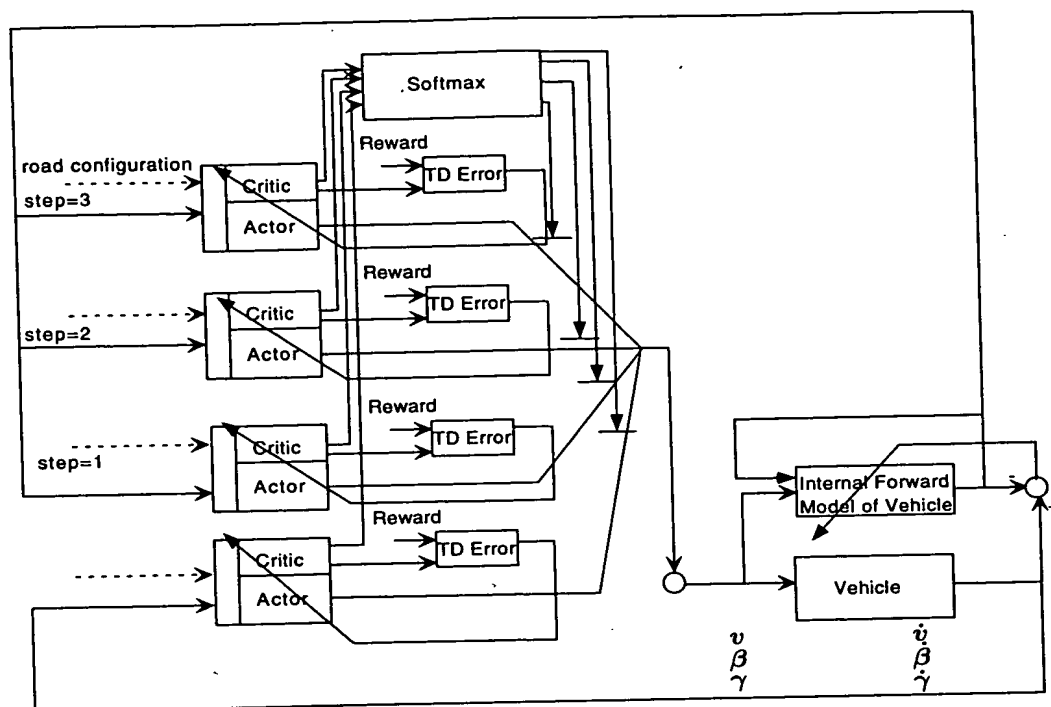 Softmax
Reward
road configuration
TD Error
Critic
step=3
Actor
Reward
TD Error
Critic
step=2
Actor
Reward
TD Error
Critic
step=1
Actor
Internal Forward
Model of Vehicle
Reward
TD Error
Critic
Actor
Vehicle
v
β
γ
v̇
β̇
γ̇